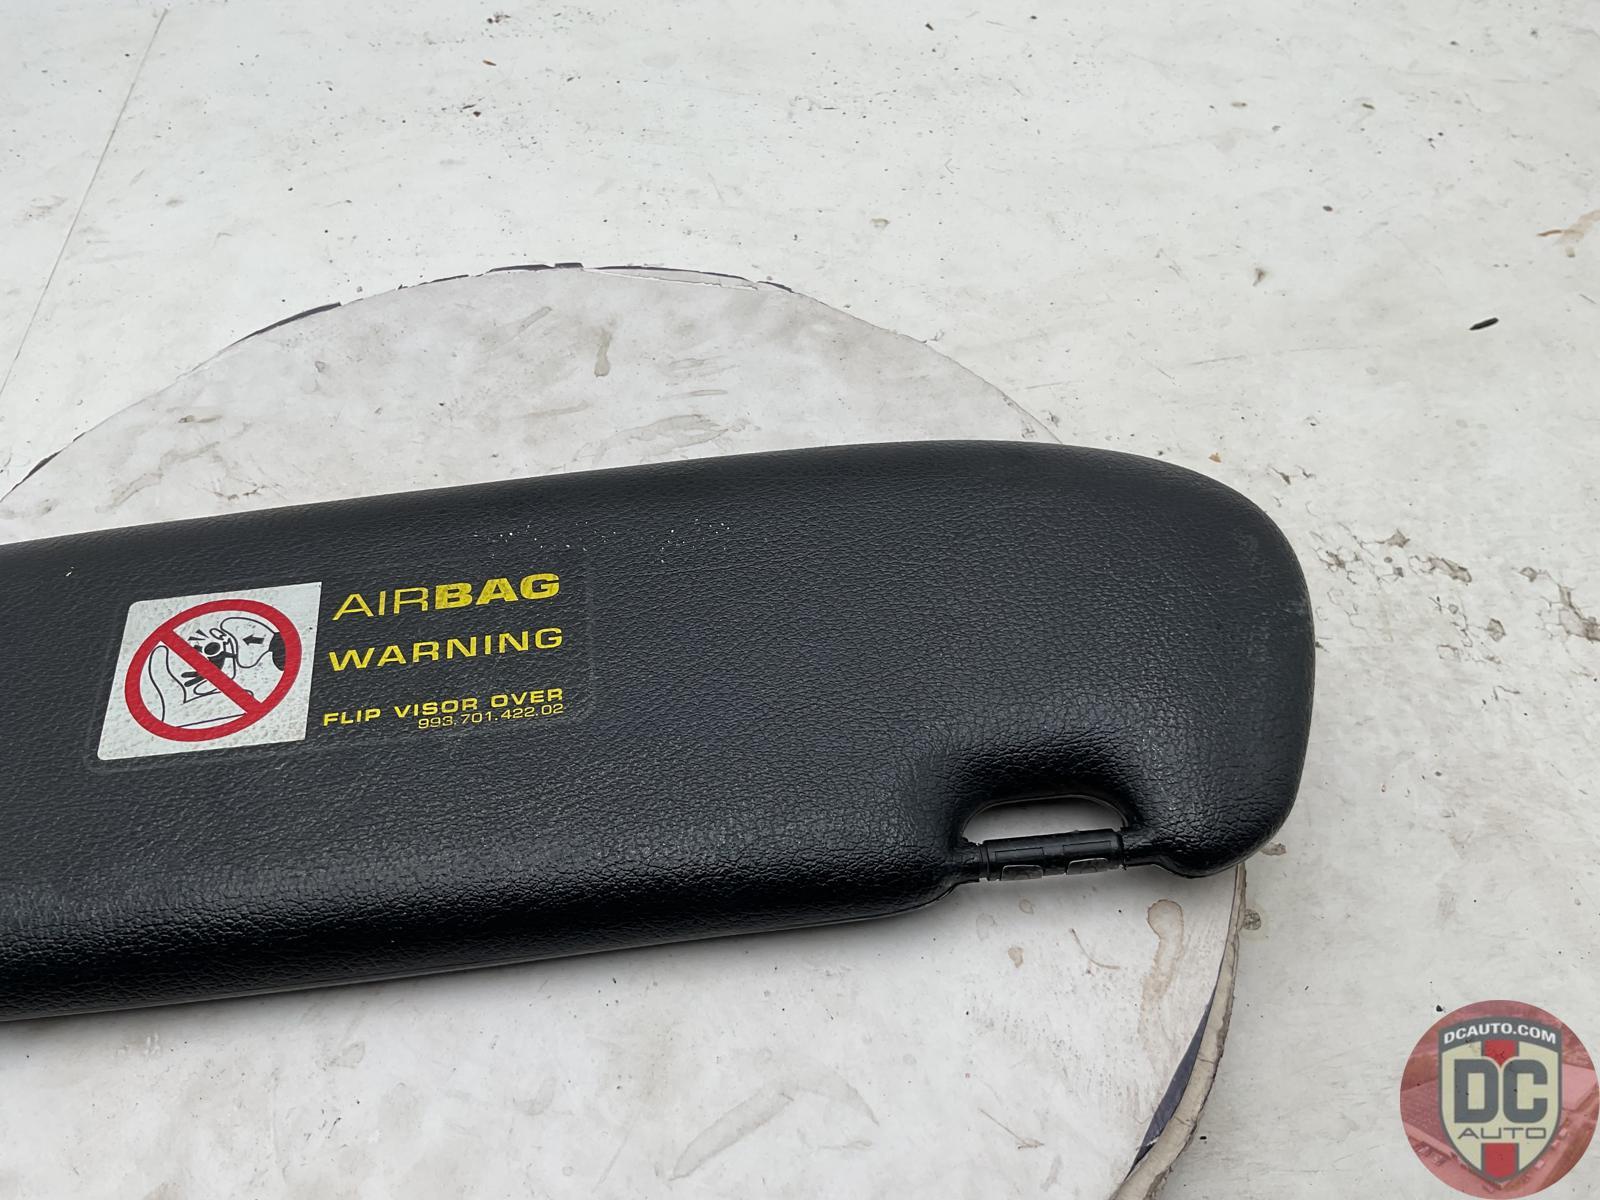 AIRBAG
WARNING
FLIP VISOR OVER
993.701.422.02
DCAUTO.COM
DC
AUTO